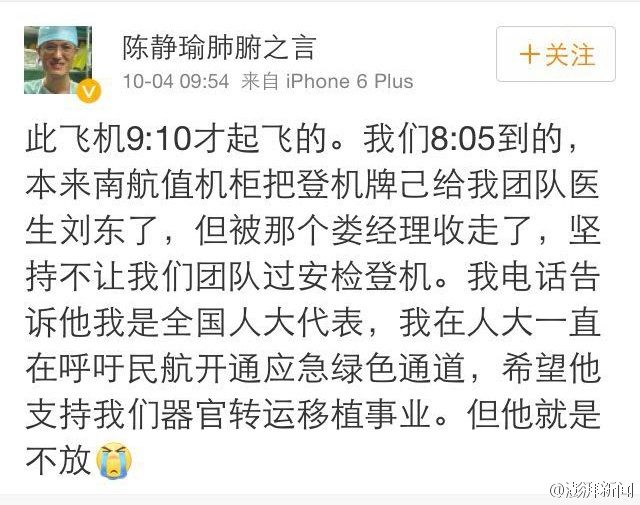 陈静瑜肺腑之言
+关注
10-04 09:54 来自 iPhone 6 Plus
此飞机9:10才起飞的。我们8:05到的，
本来南航值机柜把登机牌己给我团队医
生刘东了，但被那个娄经理收走了，坚
持不让我们团队过安检登机。我电话告
诉他我是全国人大代表，我在人大一直
在呼吁民航开通应急绿色通道，希望他
支持我们器官转运移植事业。但他就是
不放😭
@澎湃新闻